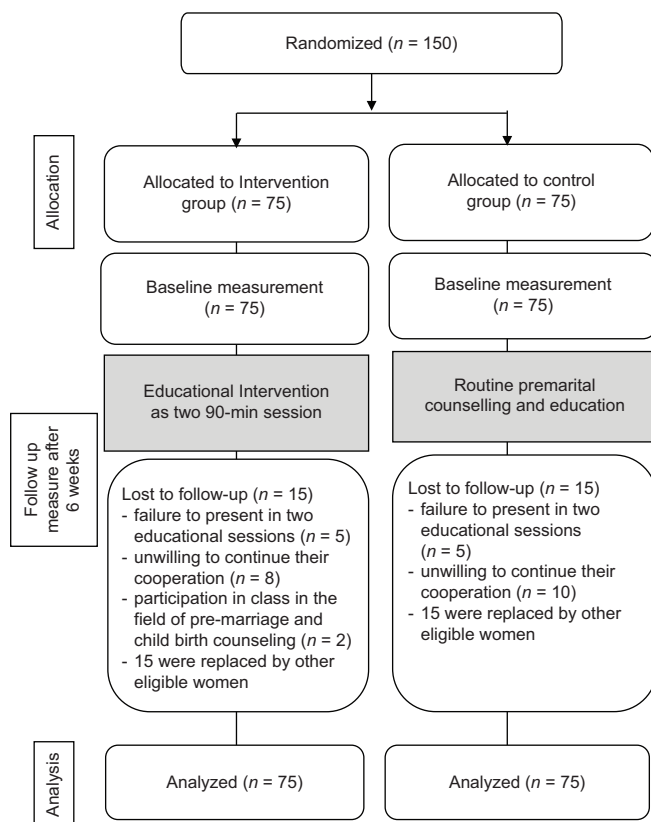 Randomized (n = 150)
Allocation
Allocated to Intervention
group (n = 75)
Allocated to control
group (n = 75)
Baseline measurement
(n = 75)
Baseline measurement
(n = 75)
Educational Intervention
as two 90-min session
Routine premarital
counselling and education
Follow up
measure after
6 weeks
Lost to follow-up (n = 15)
- failure to present in two
educational sessions (n = 5)
- unwilling to continue their
cooperation (n = 8)
- participation in class in the
field of pre-marriage and
child birth counseling (n = 2)
- 15 were replaced by other
eligible women
Lost to follow-up (n = 15)
- failure to present in two
educational sessions
(n = 5)
- unwilling to continue their
cooperation (n = 10)
- 15 were replaced by other
eligible women
Analysis
Analyzed (n = 75)
Analyzed (n = 75)